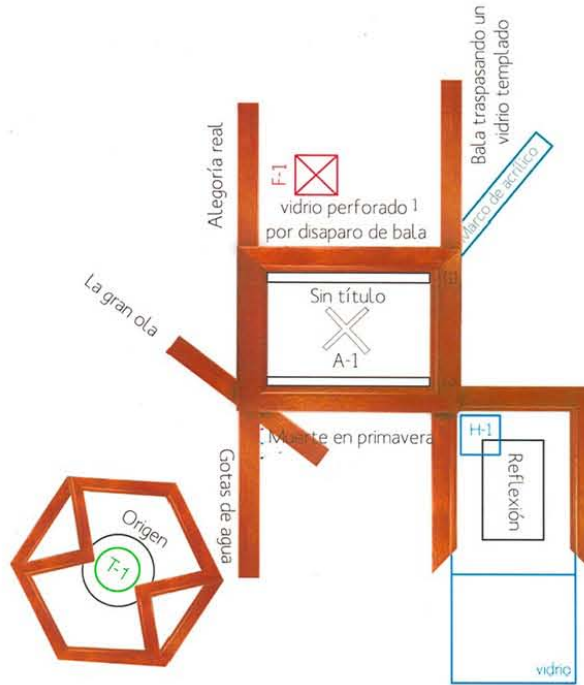 Bala traspasando un
vidrio templado
Alegoría real
F-1
Marco de acrílico
vidrio perforado 1
por disparo de bala
La gran ola
Sin título
A-1
Muerte en primavera
H-1
Gotas de agua
Reflexión
Origen
T-1
vidrio